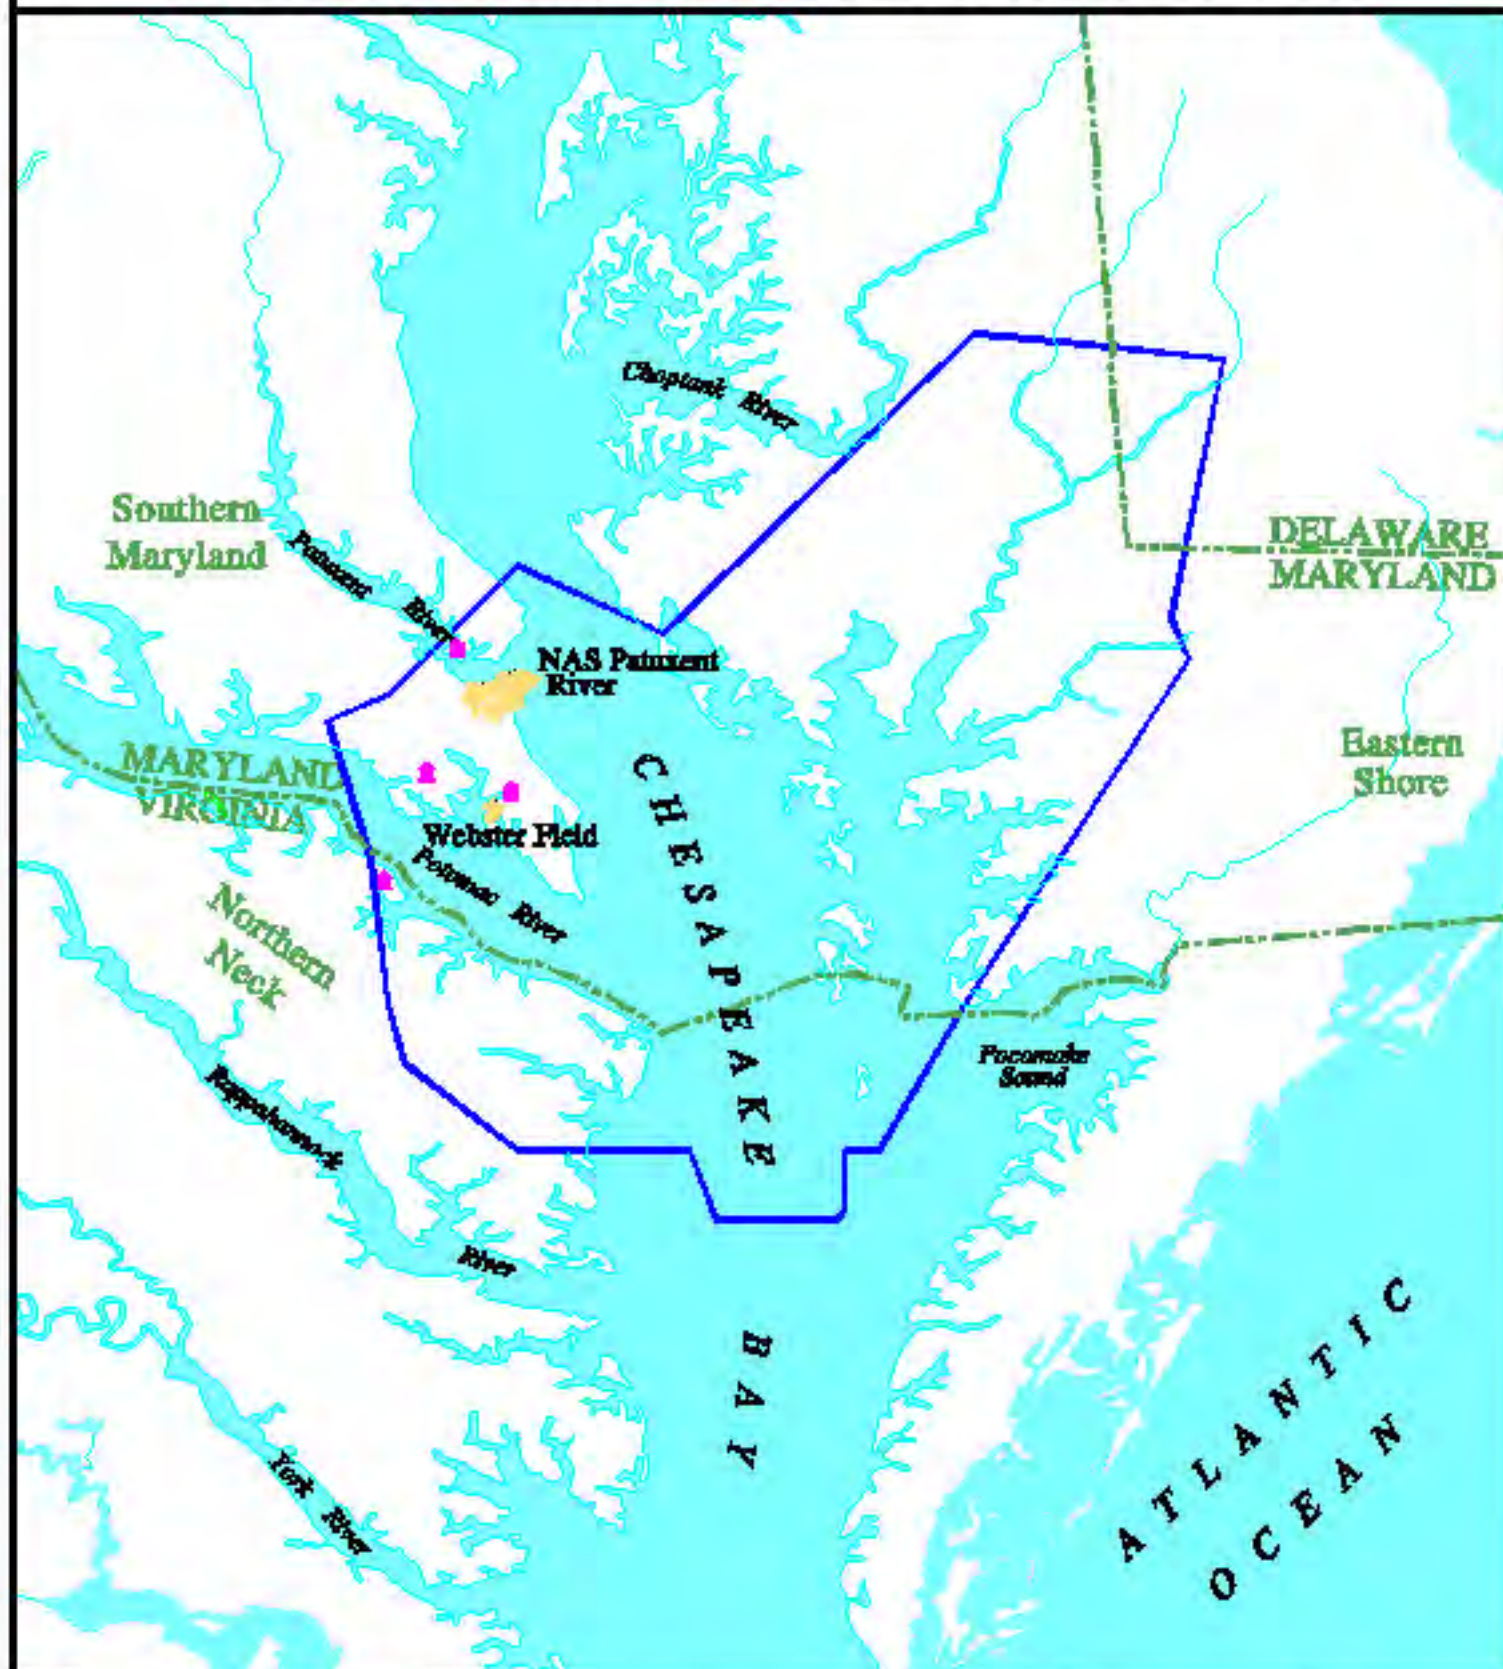 Choptank River
Southern
Maryland
Patuxent River
DELAWARE
MARYLAND
NAS Patuxent
River
MARYLAND
VIRGINIA
Eastern
Shore
Webster Field
Potomac River
Northern
Neck
CHESAPEAKE
BAY
Pocomoke
Sound
Rappahannock
River
York River
ATLANTIC
OCEAN